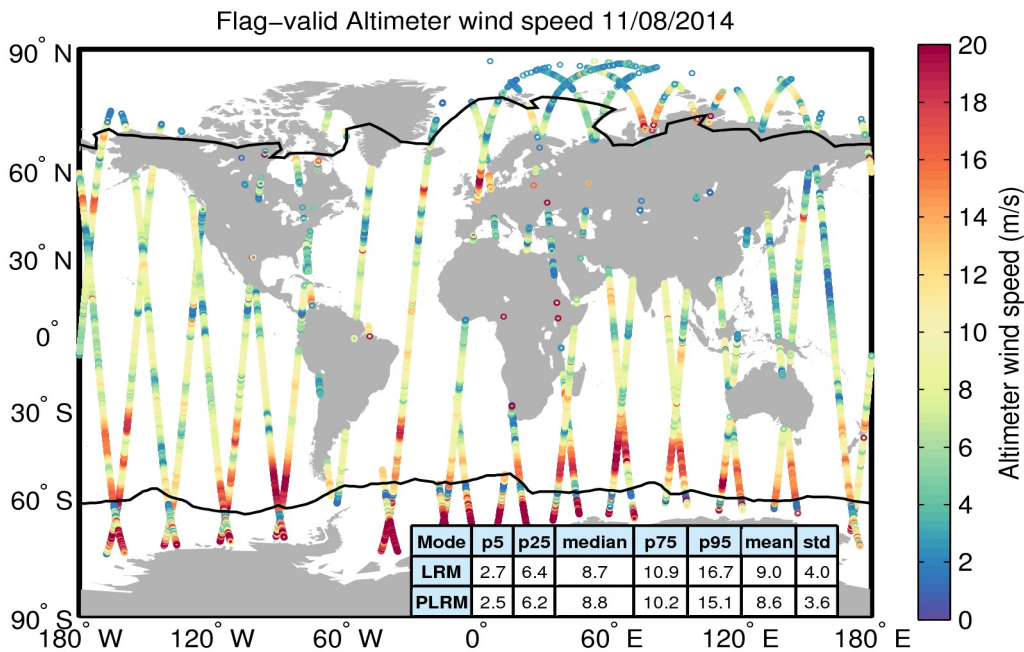 Flag−valid Altimeter wind speed 11/08/2014
90° N
60° N
30° N
0°
30° S
60° S
90° S
180° W
120° W
60° W
0°
60° E
120° E
180° E
Mode p5 p25 median p75 p95 mean std
LRM 2.7 6.4 8.7 10.9 16.7 9.0 4.0
PLRM 2.5 6.2 8.8 10.2 15.1 8.6 3.6
20
18
16
14
12
10
8
6
4
2
0
Altimeter wind speed (m/s)